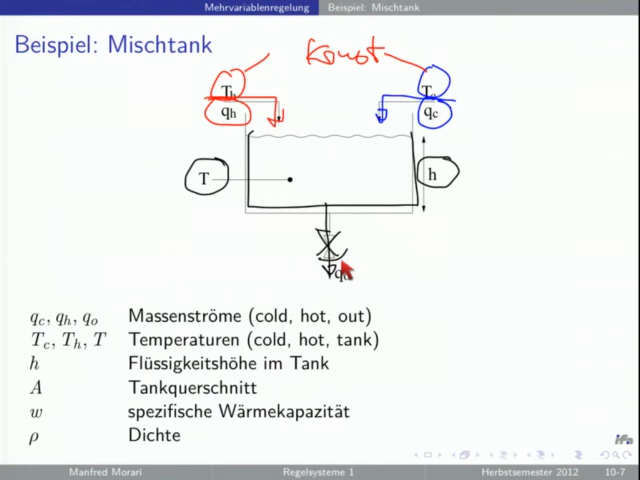 Mehrvariablenregelung Beispiel: Mischtank
Beispiel: Mischtank
Konst
T_h T_c
q_h q_c
T h
q_o
q_c, q_h, q_o Massenströme (cold, hot, out)
T_c, T_h, T Temperaturen (cold, hot, tank)
h Flüssigkeitshöhe im Tank
A Tankquerschnitt
w spezifische Wärmekapazität
ρ Dichte
ifa
Manfred Morari Regelsysteme 1 Herbstsemester 2012 10-7